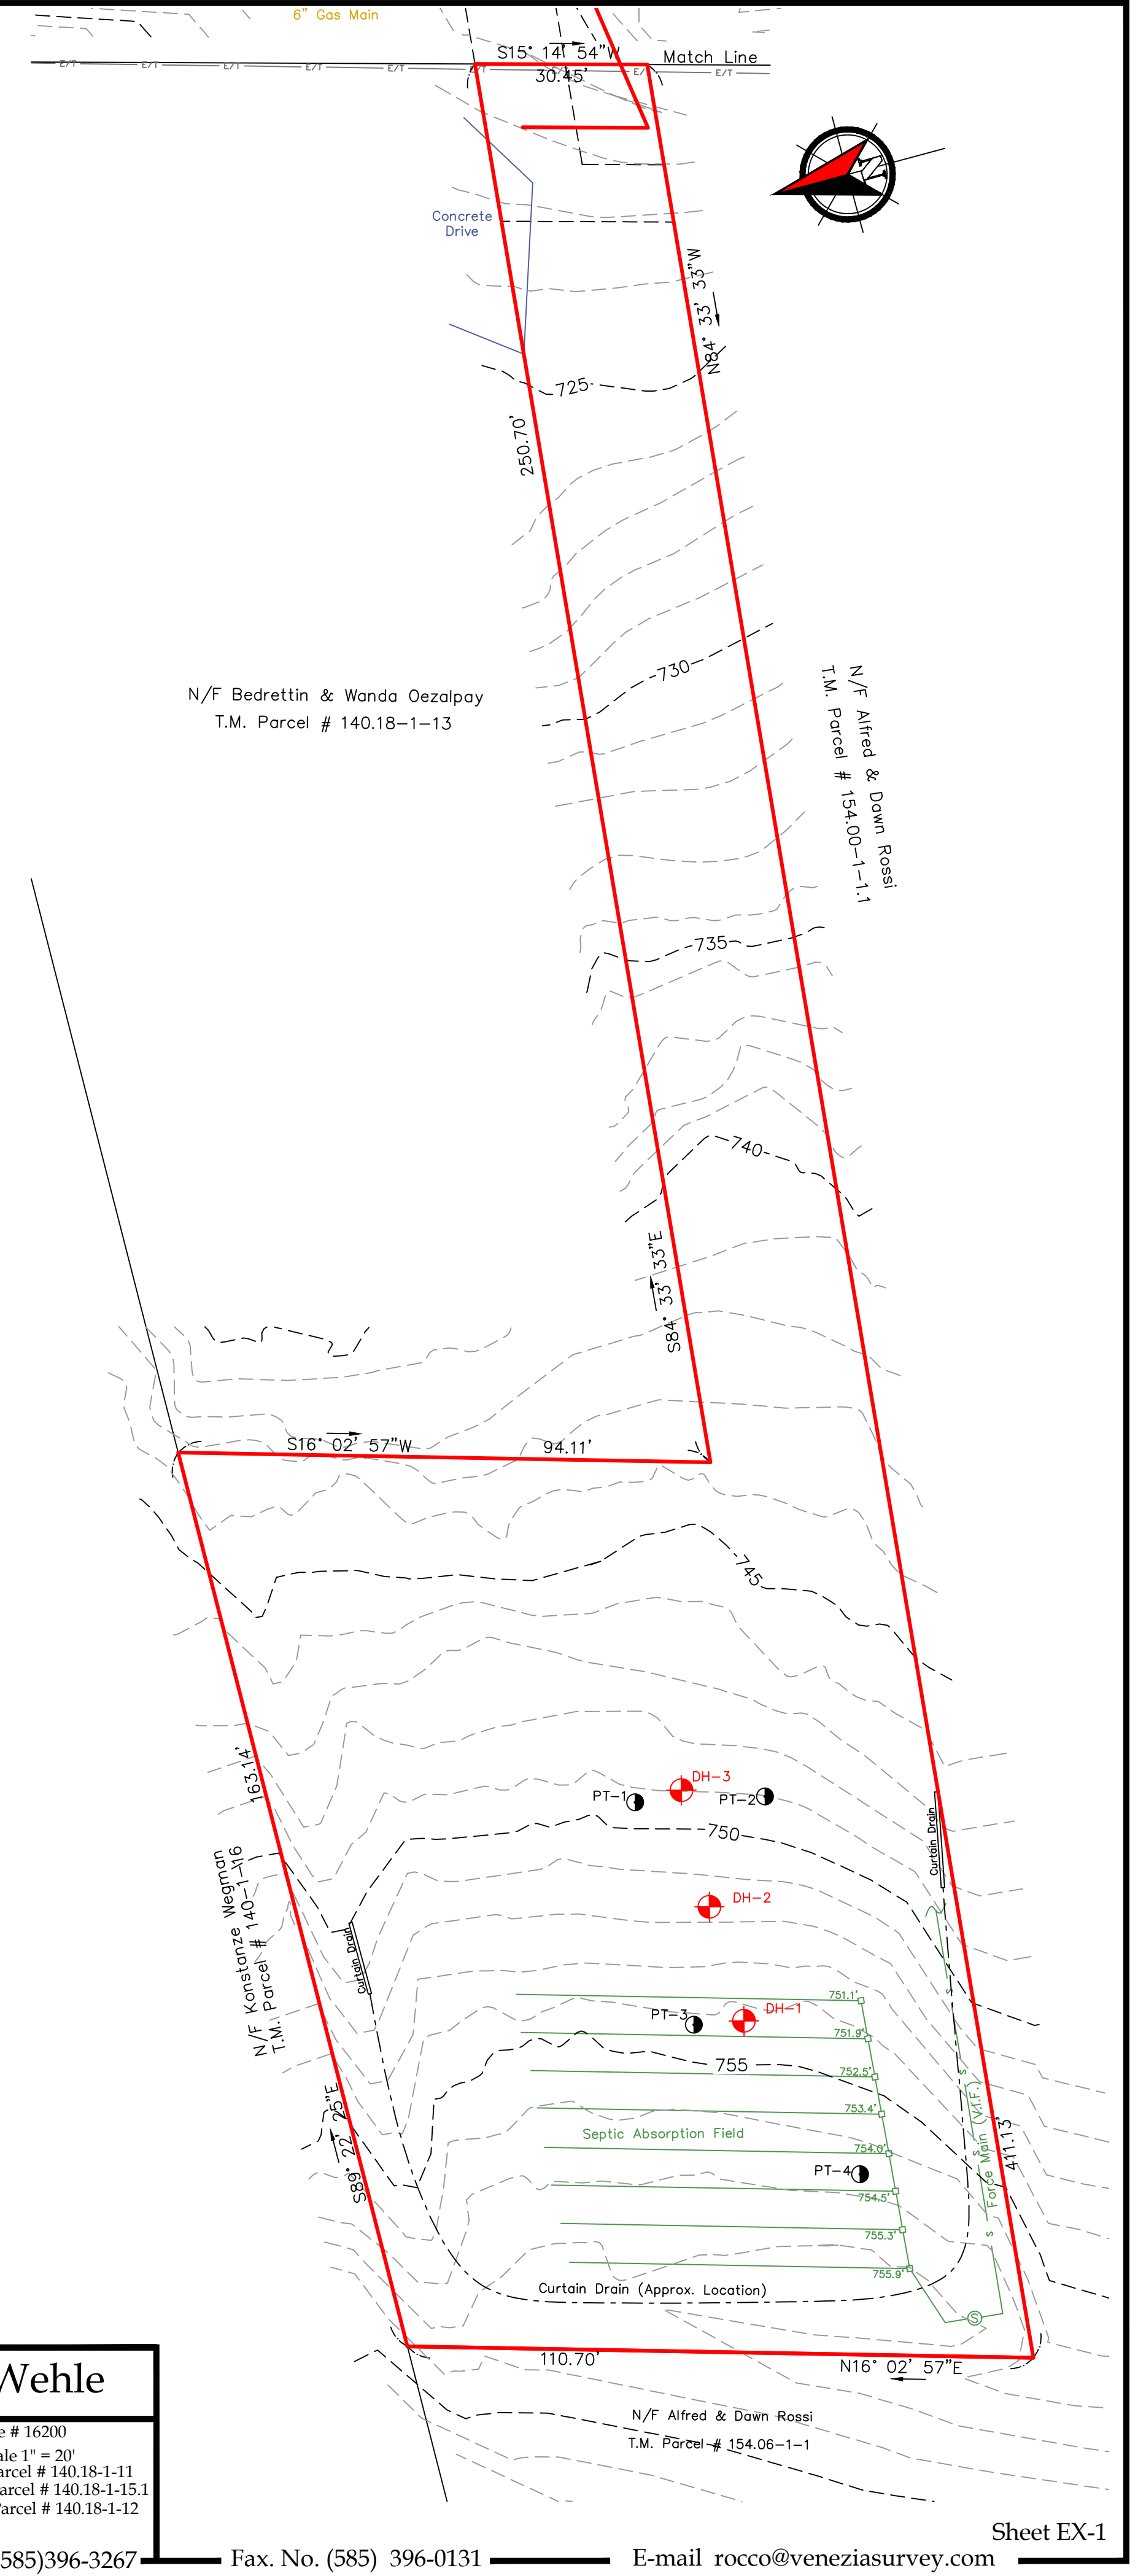 6" Gas Main
S15° 14' 54"W
Match Line
E/T E/T E/T E/T E/T E/T E/T E/T
30.45'
N
Concrete
Drive
N84° 33' 33"W
725
250.70'
730
N/F Bedrettin & Wanda Oezalpay
T.M. Parcel # 140.18-1-13
N/F Alfred & Dawn Rossi
T.M. Parcel # 154.00-1-1.1
735
740
S84° 33' 33"E
S16° 02' 57"W
94.11'
745
163.14'
DH-3
PT-1
PT-2
750
Curtain Drain
N/F Konstanze Wegman
T.M. Parcel # 140-1-16
DH-2
Curtain Drain
751.1'
PT-3
DH-1
751.9'
S
755
752.5'
S
753.4'
S89° 22' 25"E
Septic Absorption Field
754.0'
S
Force Main (V.I.F.)
411.13'
PT-4
754.5'
755.3'
S
755.9'
Curtain Drain (Approx. Location)
S
110.70'
N16° 02' 57"E
Wehle
N/F Alfred & Dawn Rossi
T.M. Parcel # 154.06-1-1
e # 16200
ale 1" = 20'
arcel # 140.18-1-11
arcel # 140.18-1-15.1
Parcel # 140.18-1-12
Sheet EX-1
585)396-3267
Fax. No. (585) 396-0131
E-mail rocco@veneziasurvey.com